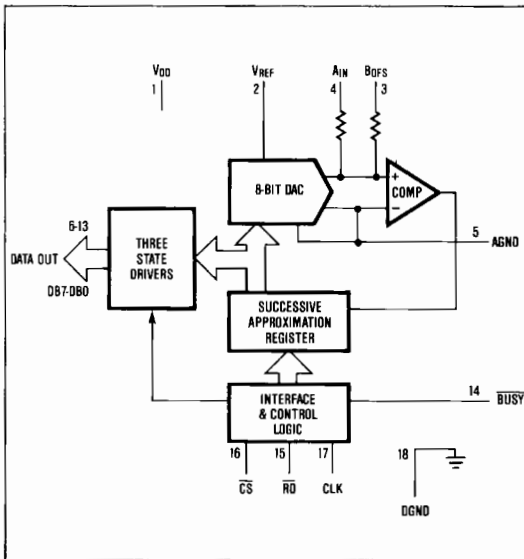 VDD
1
VREF
2
AIN
4
BOFS
3
8-BIT DAC
+
−
COMP
5
AGND
6-13
DATA OUT
DB7-DB0
THREE
STATE
DRIVERS
SUCCESSIVE
APPROXIMATION
REGISTER
INTERFACE
& CONTROL
LOGIC
14
BUSY
16
15
17
CS
RD
CLK
18
DGND